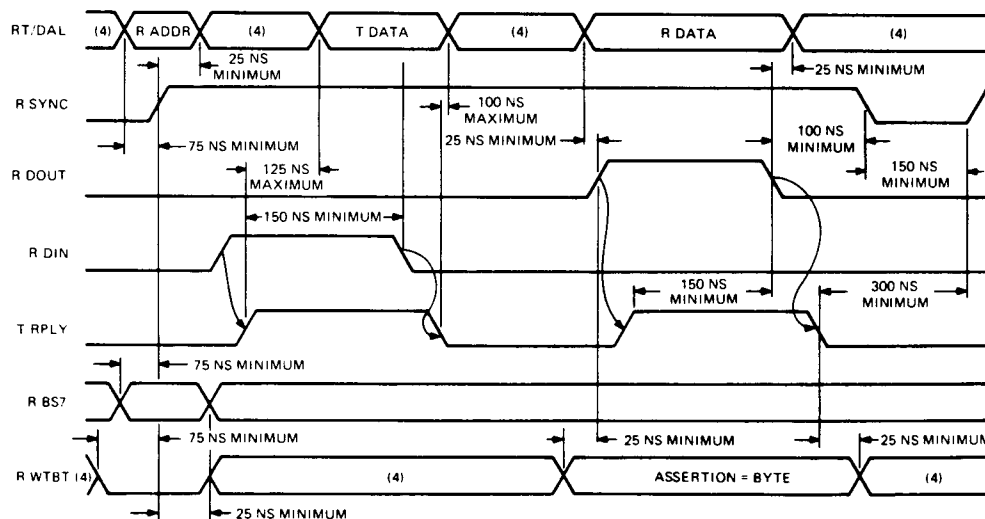 RT/DAL (4) R ADDR (4) T DATA (4) R DATA (4)
25 NS
MINIMUM
25 NS MINIMUM
R SYNC
100 NS
MAXIMUM
75 NS MINIMUM
25 NS MINIMUM
100 NS
MINIMUM
125 NS
MAXIMUM
150 NS
MINIMUM
R DOUT
150 NS MINIMUM
R DIN
150 NS
MINIMUM
300 NS
MINIMUM
T RPLY
75 NS MINIMUM
R BS7
75 NS MINIMUM
25 NS MINIMUM
25 NS MINIMUM
R WTBT (4) (4) ASSERTION = BYTE (4)
25 NS MINIMUM